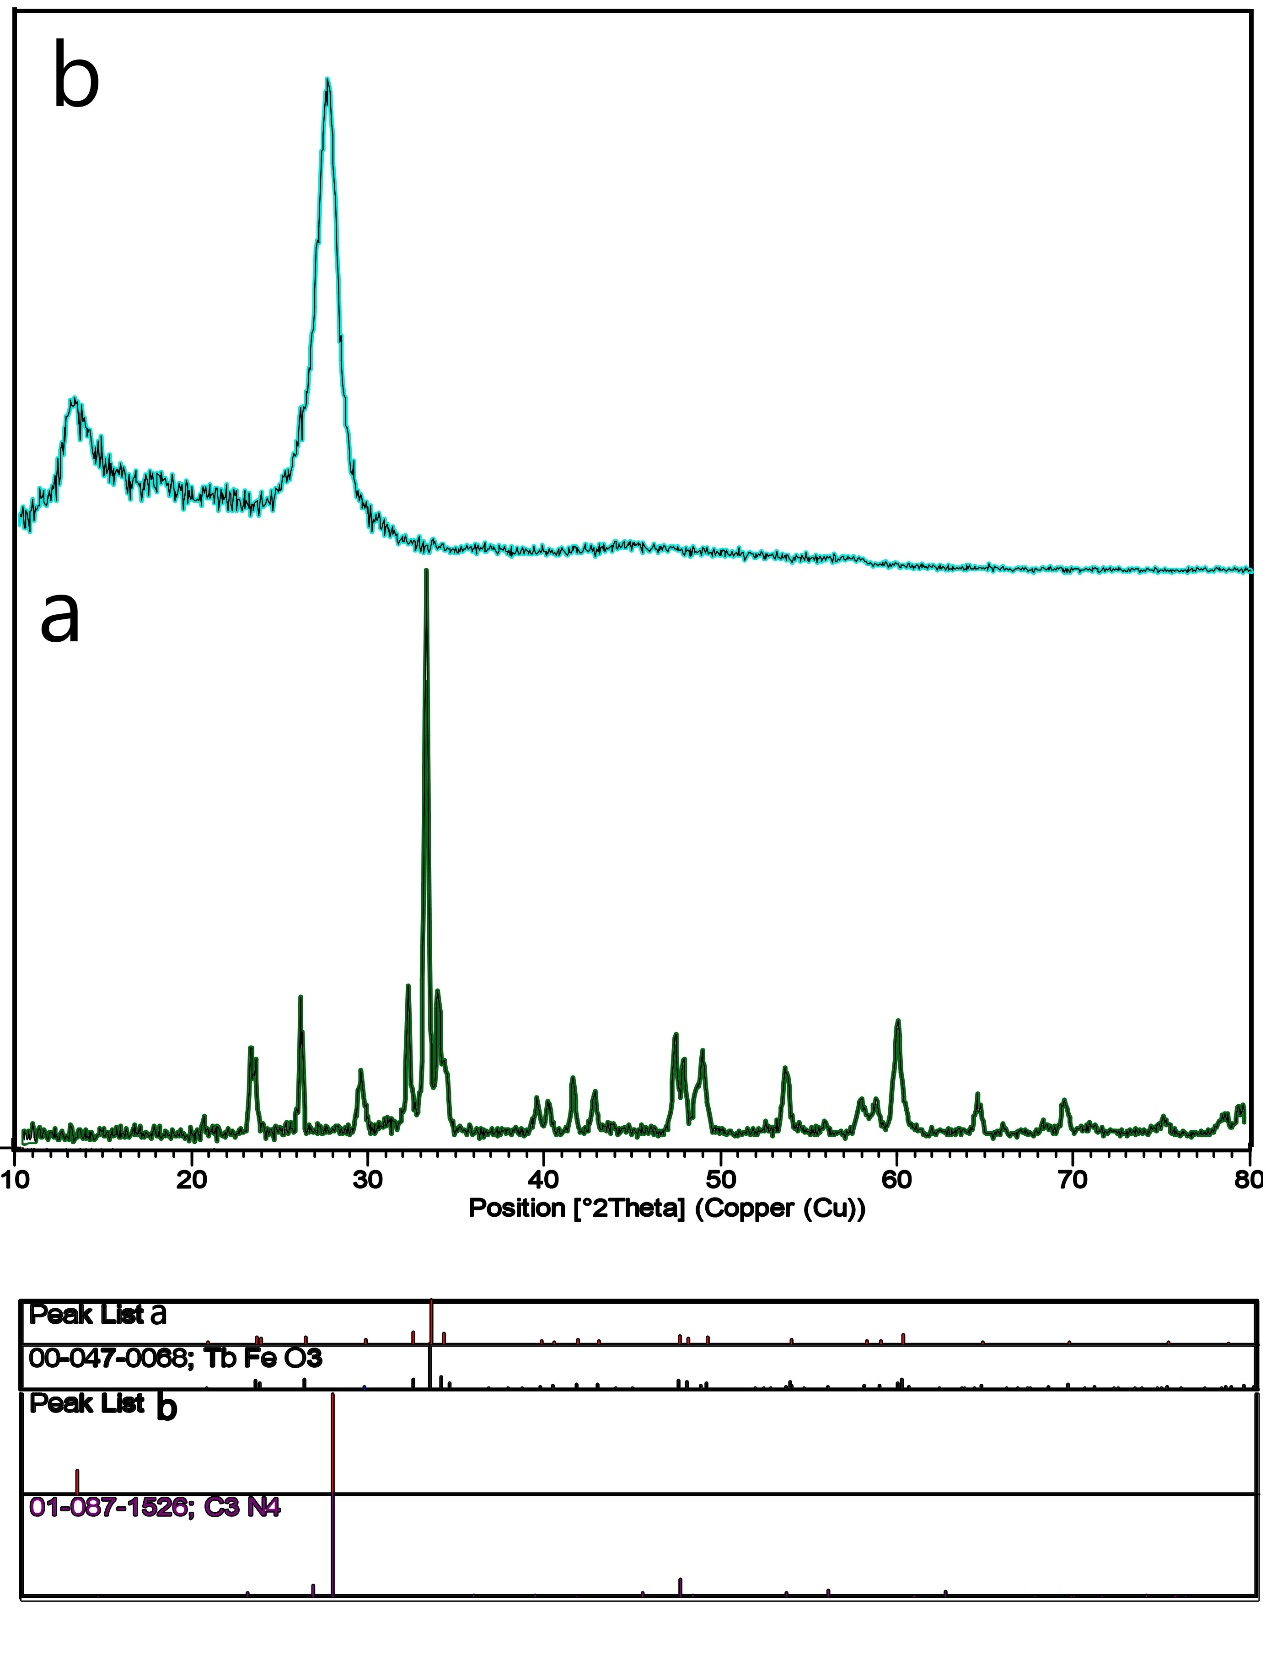 b
a
10 20 30 40 50 60 70 80
Position [°2Theta] (Copper (Cu))
Peak List a
00-047-0068; Tb Fe O3
Peak List b
01-087-1526; C3 N4